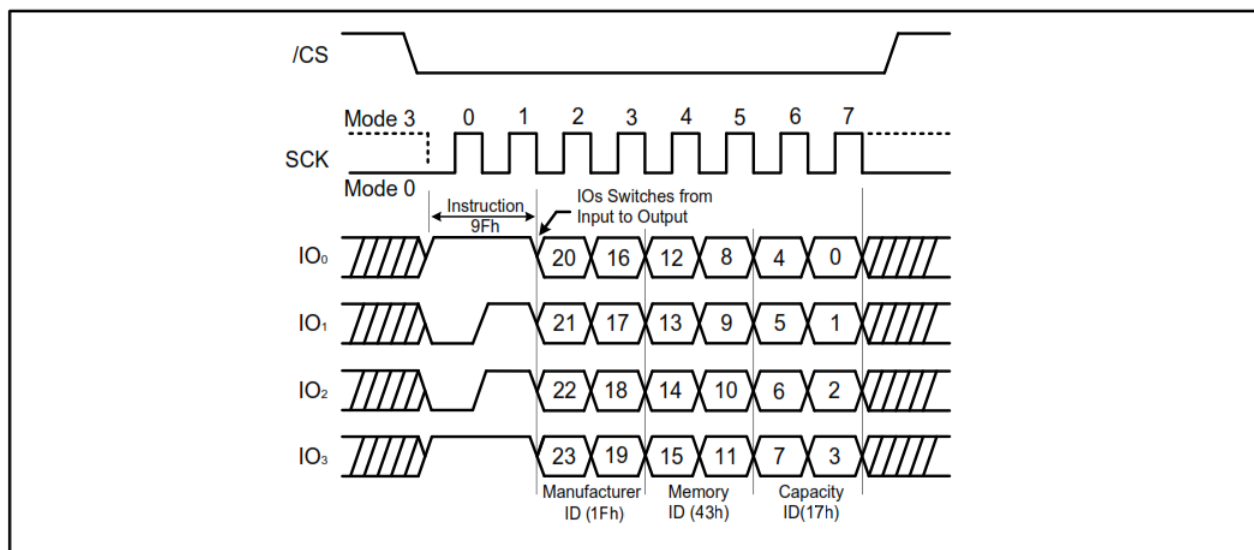 /CS
Mode 3 0 1 2 3 4 5 6 7
SCK
Mode 0
Instruction
9Fh
IOs Switches from
Input to Output
IO₀ 20 16 12 8 4 0
IO₁ 21 17 13 9 5 1
IO₂ 22 18 14 10 6 2
IO₃ 23 19 15 11 7 3
Manufacturer Memory Capacity
ID (1Fh) ID (43h) ID(17h)